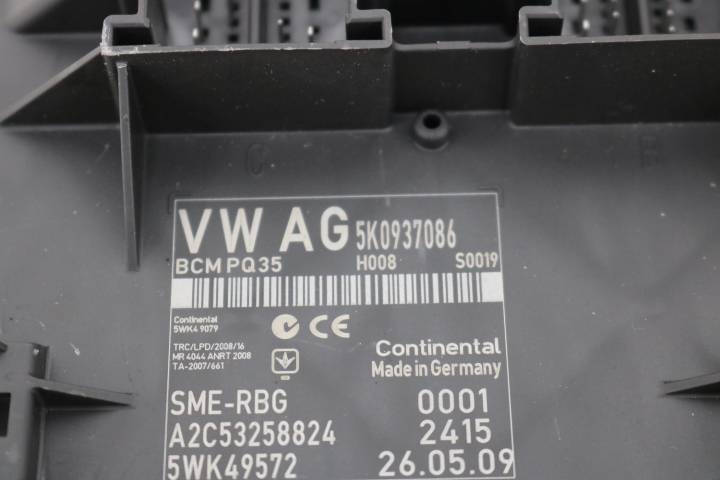 C
B
VW AG 5K0937086
BCM PQ35 H008 S0019
Continental
5WK4 9079
CE
TRC/LPD/2008/16
MR 4044 ANRT 2008
TA-2007/661
Continental
Made in Germany
SME-RBG 0001
A2C53258824 2415
5WK49572 26.05.09